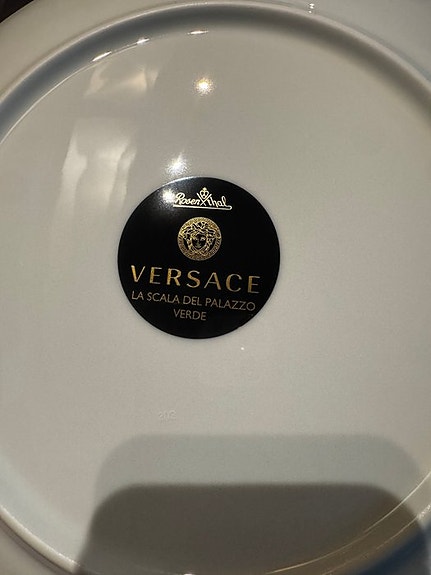 Rosenthal
VERSACE
LA SCALA DEL PALAZZO
VERDE